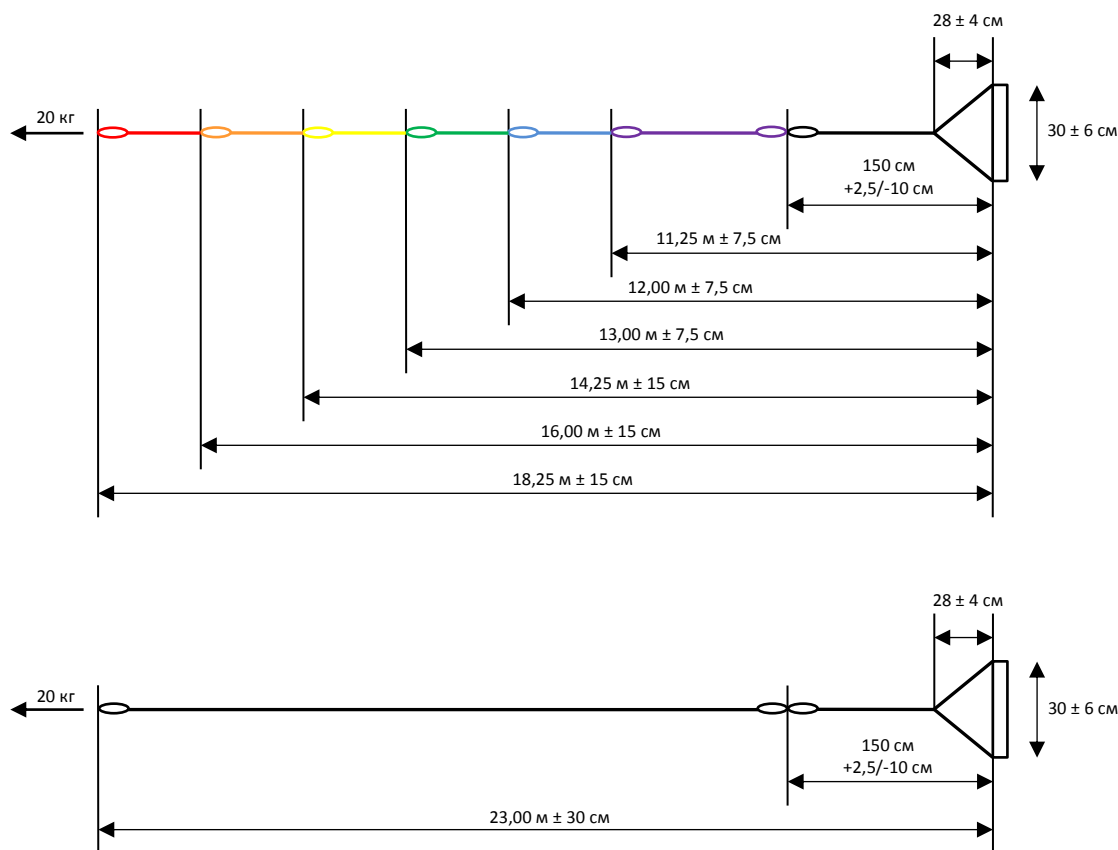 28 ± 4 см
20 кг
30 ± 6 см
150 см
+2,5/-10 см
11,25 м ± 7,5 см
12,00 м ± 7,5 см
13,00 м ± 7,5 см
14,25 м ± 15 см
16,00 м ± 15 см
18,25 м ± 15 см
28 ± 4 см
20 кг
30 ± 6 см
150 см
+2,5/-10 см
23,00 м ± 30 см